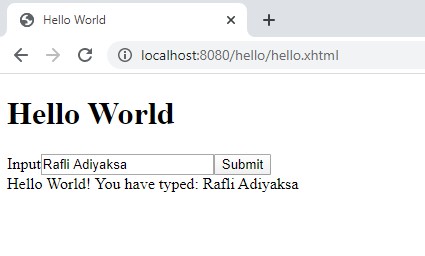 Hello World
localhost:8080/hello/hello.xhtml
Hello World
Input Rafli Adiyaksa Submit
Hello World! You have typed: Rafli Adiyaksa